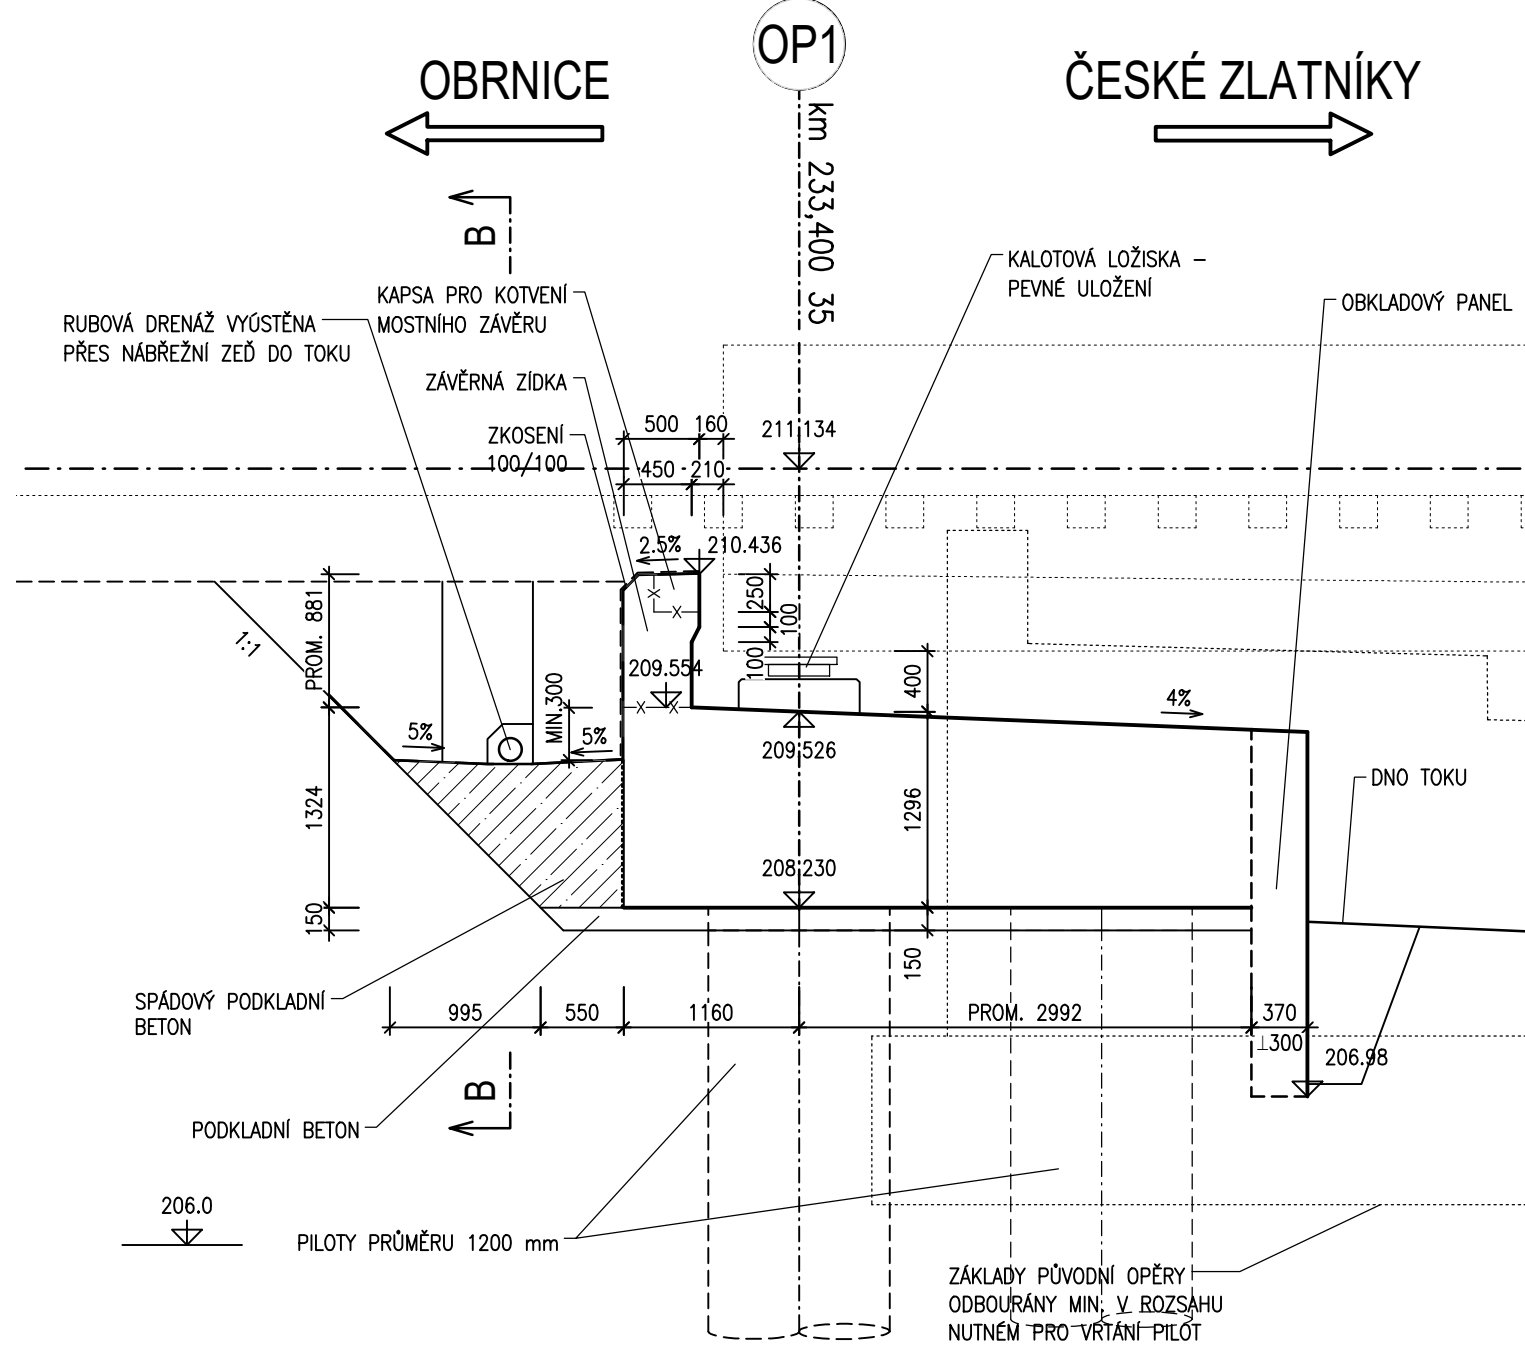 OP1
OBRNICE
ČESKÉ ZLATNÍKY
km 233,400 35
B
KALOTOVÁ LOŽISKA –
PEVNÉ ULOŽENÍ
KAPSA PRO KOTVENÍ
MOSTNÍHO ZÁVĚRU
OBKLADOVÝ PANEL
RUBOVÁ DRENÁŽ VYÚSTĚNA
PŘES NÁBŘEŽNÍ ZEĎ DO TOKU
ZÁVĚRNÁ ZÍDKA
ZKOSENÍ
100/100
500 160
211.134
450 210
2.5%
210.436
250
100
100
PROM. 881
1:1
209.554
400
4%
MIN.300
5%
5%
209.526
DNO TOKU
1324
1296
208.230
150
150
SPÁDOVÝ PODKLADNÍ
BETON
995
550
1160
PROM. 2992
370
⊥300
206.98
B
PODKLADNÍ BETON
206.0
PILOTY PRŮMĚRU 1200 mm
ZÁKLADY PŮVODNÍ OPĚRY
ODBOURÁNY MIN. V ROZSAHU
NUTNÉM PRO VRTÁNÍ PILOT